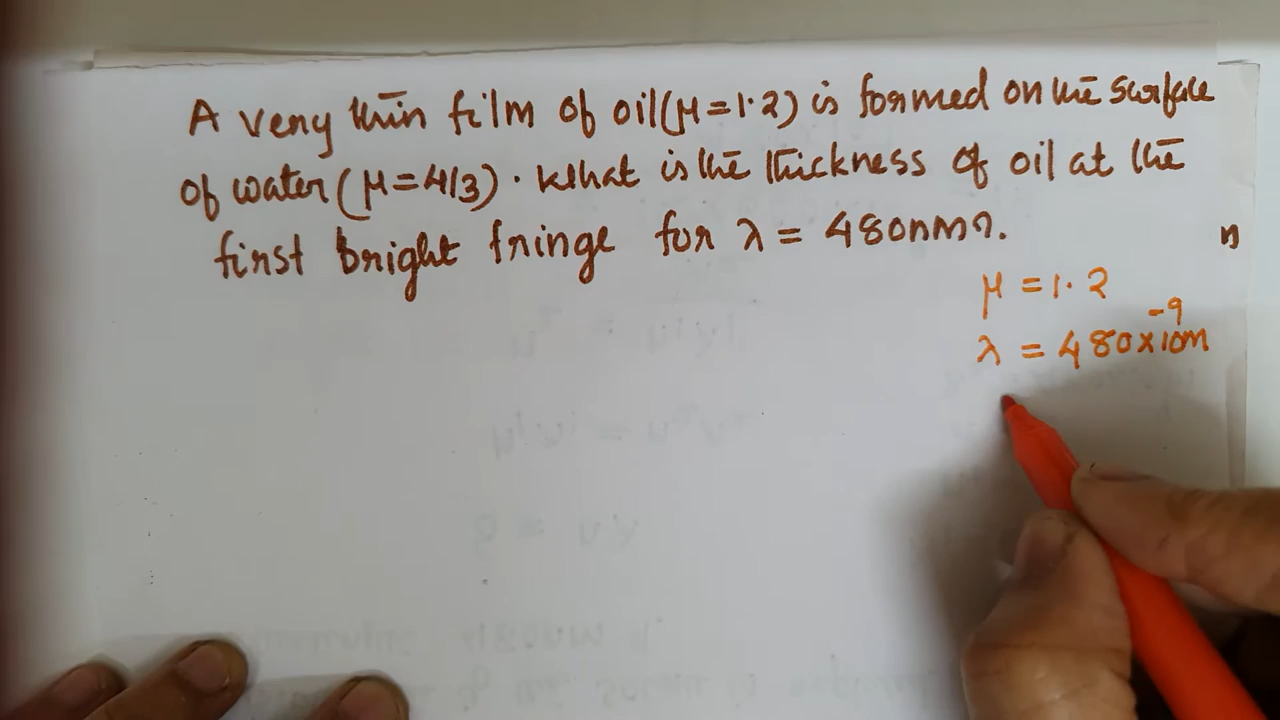 A very thin film of oil (μ=1.2) is formed on the surface
of water (μ=4/3). What is the thickness of oil at the
first bright fringe for λ = 480nm?.
μ = 1.2
λ = 480×10⁻⁹m